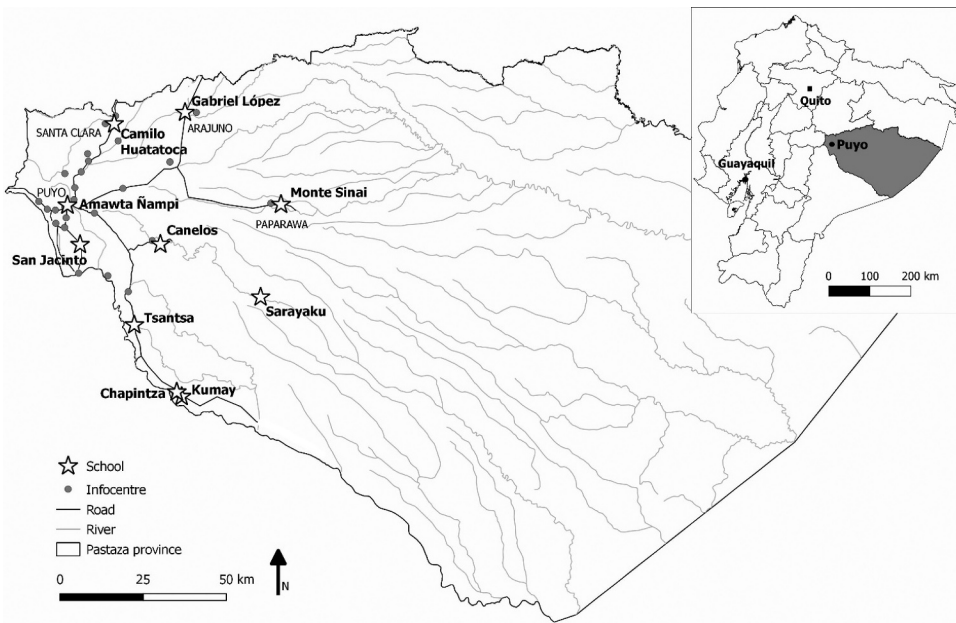 Gabriel López
ARAJUNO
SANTA CLARA
Camilo
Huatatoca
PUYO
Amawta Ñampi
Monte Sinai
PAPARAWA
Canelos
San Jacinto
Sarayaku
Tsantsa
Chapintza
Kumay
School
Infocentre
Road
River
Pastaza province
0 25 50 km
N
Quito
Puyo
Guayaquil
0 100 200 km